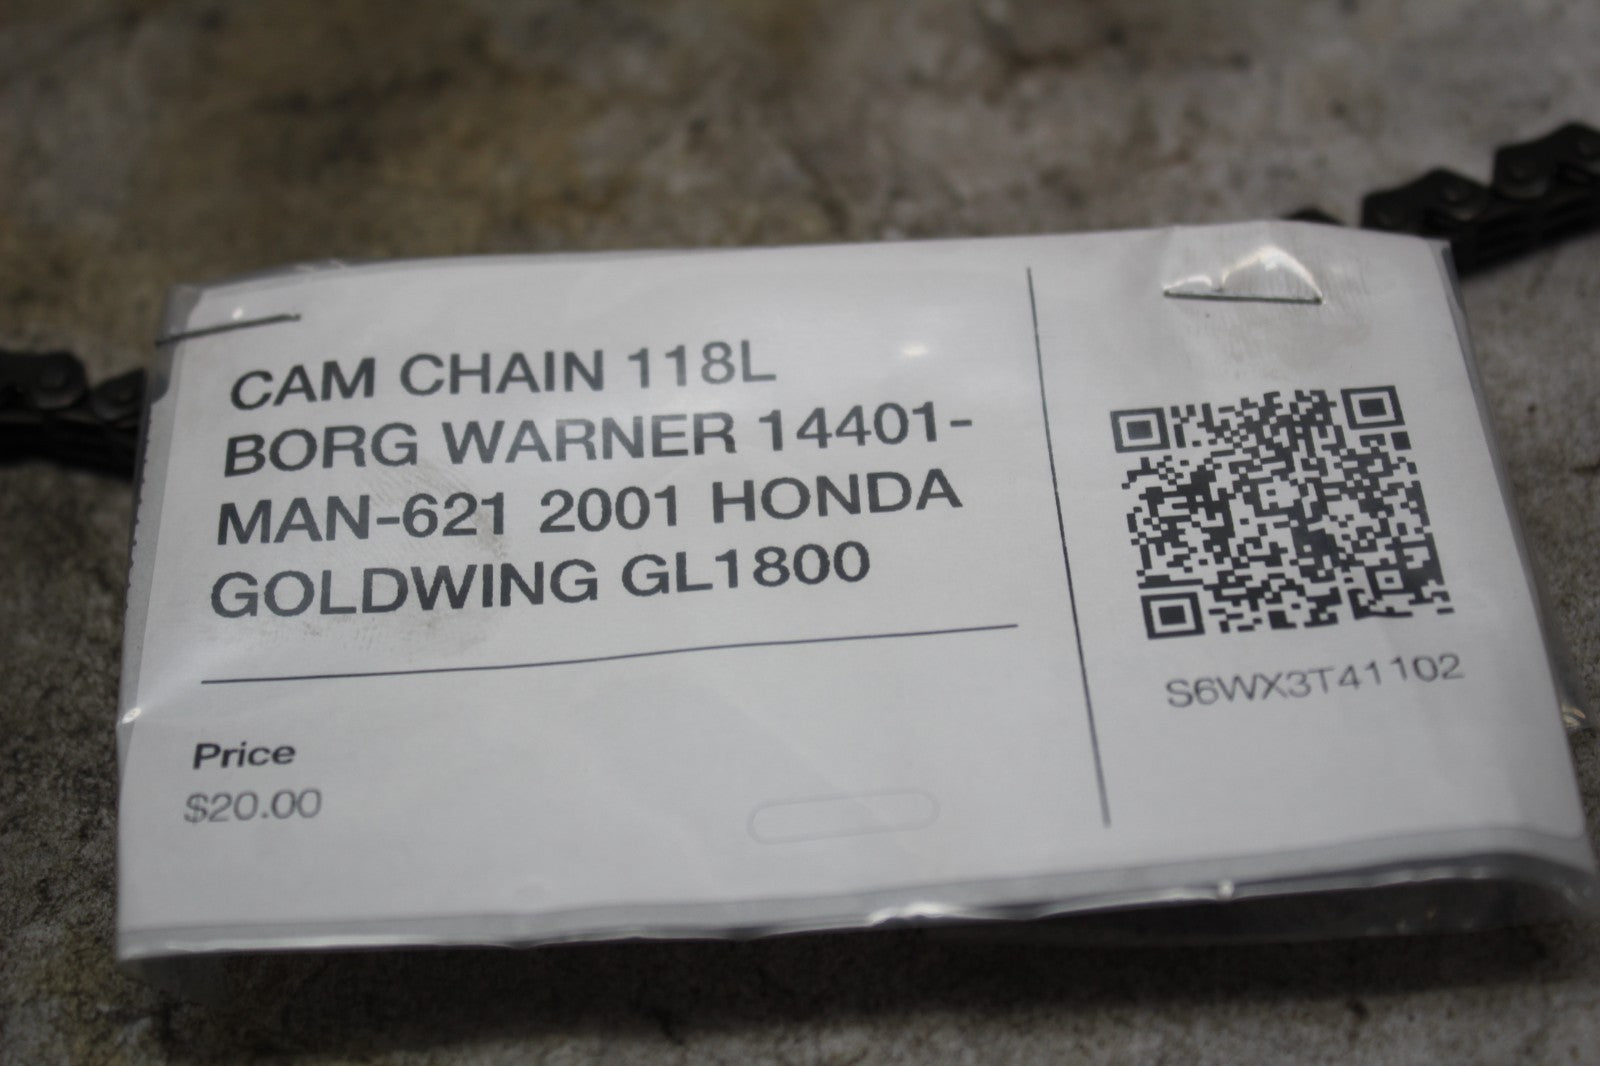 CAM CHAIN 118L
BORG WARNER 14401-
MAN-621 2001 HONDA
GOLDWING GL1800
Price
$20.00
S6WX3T41102